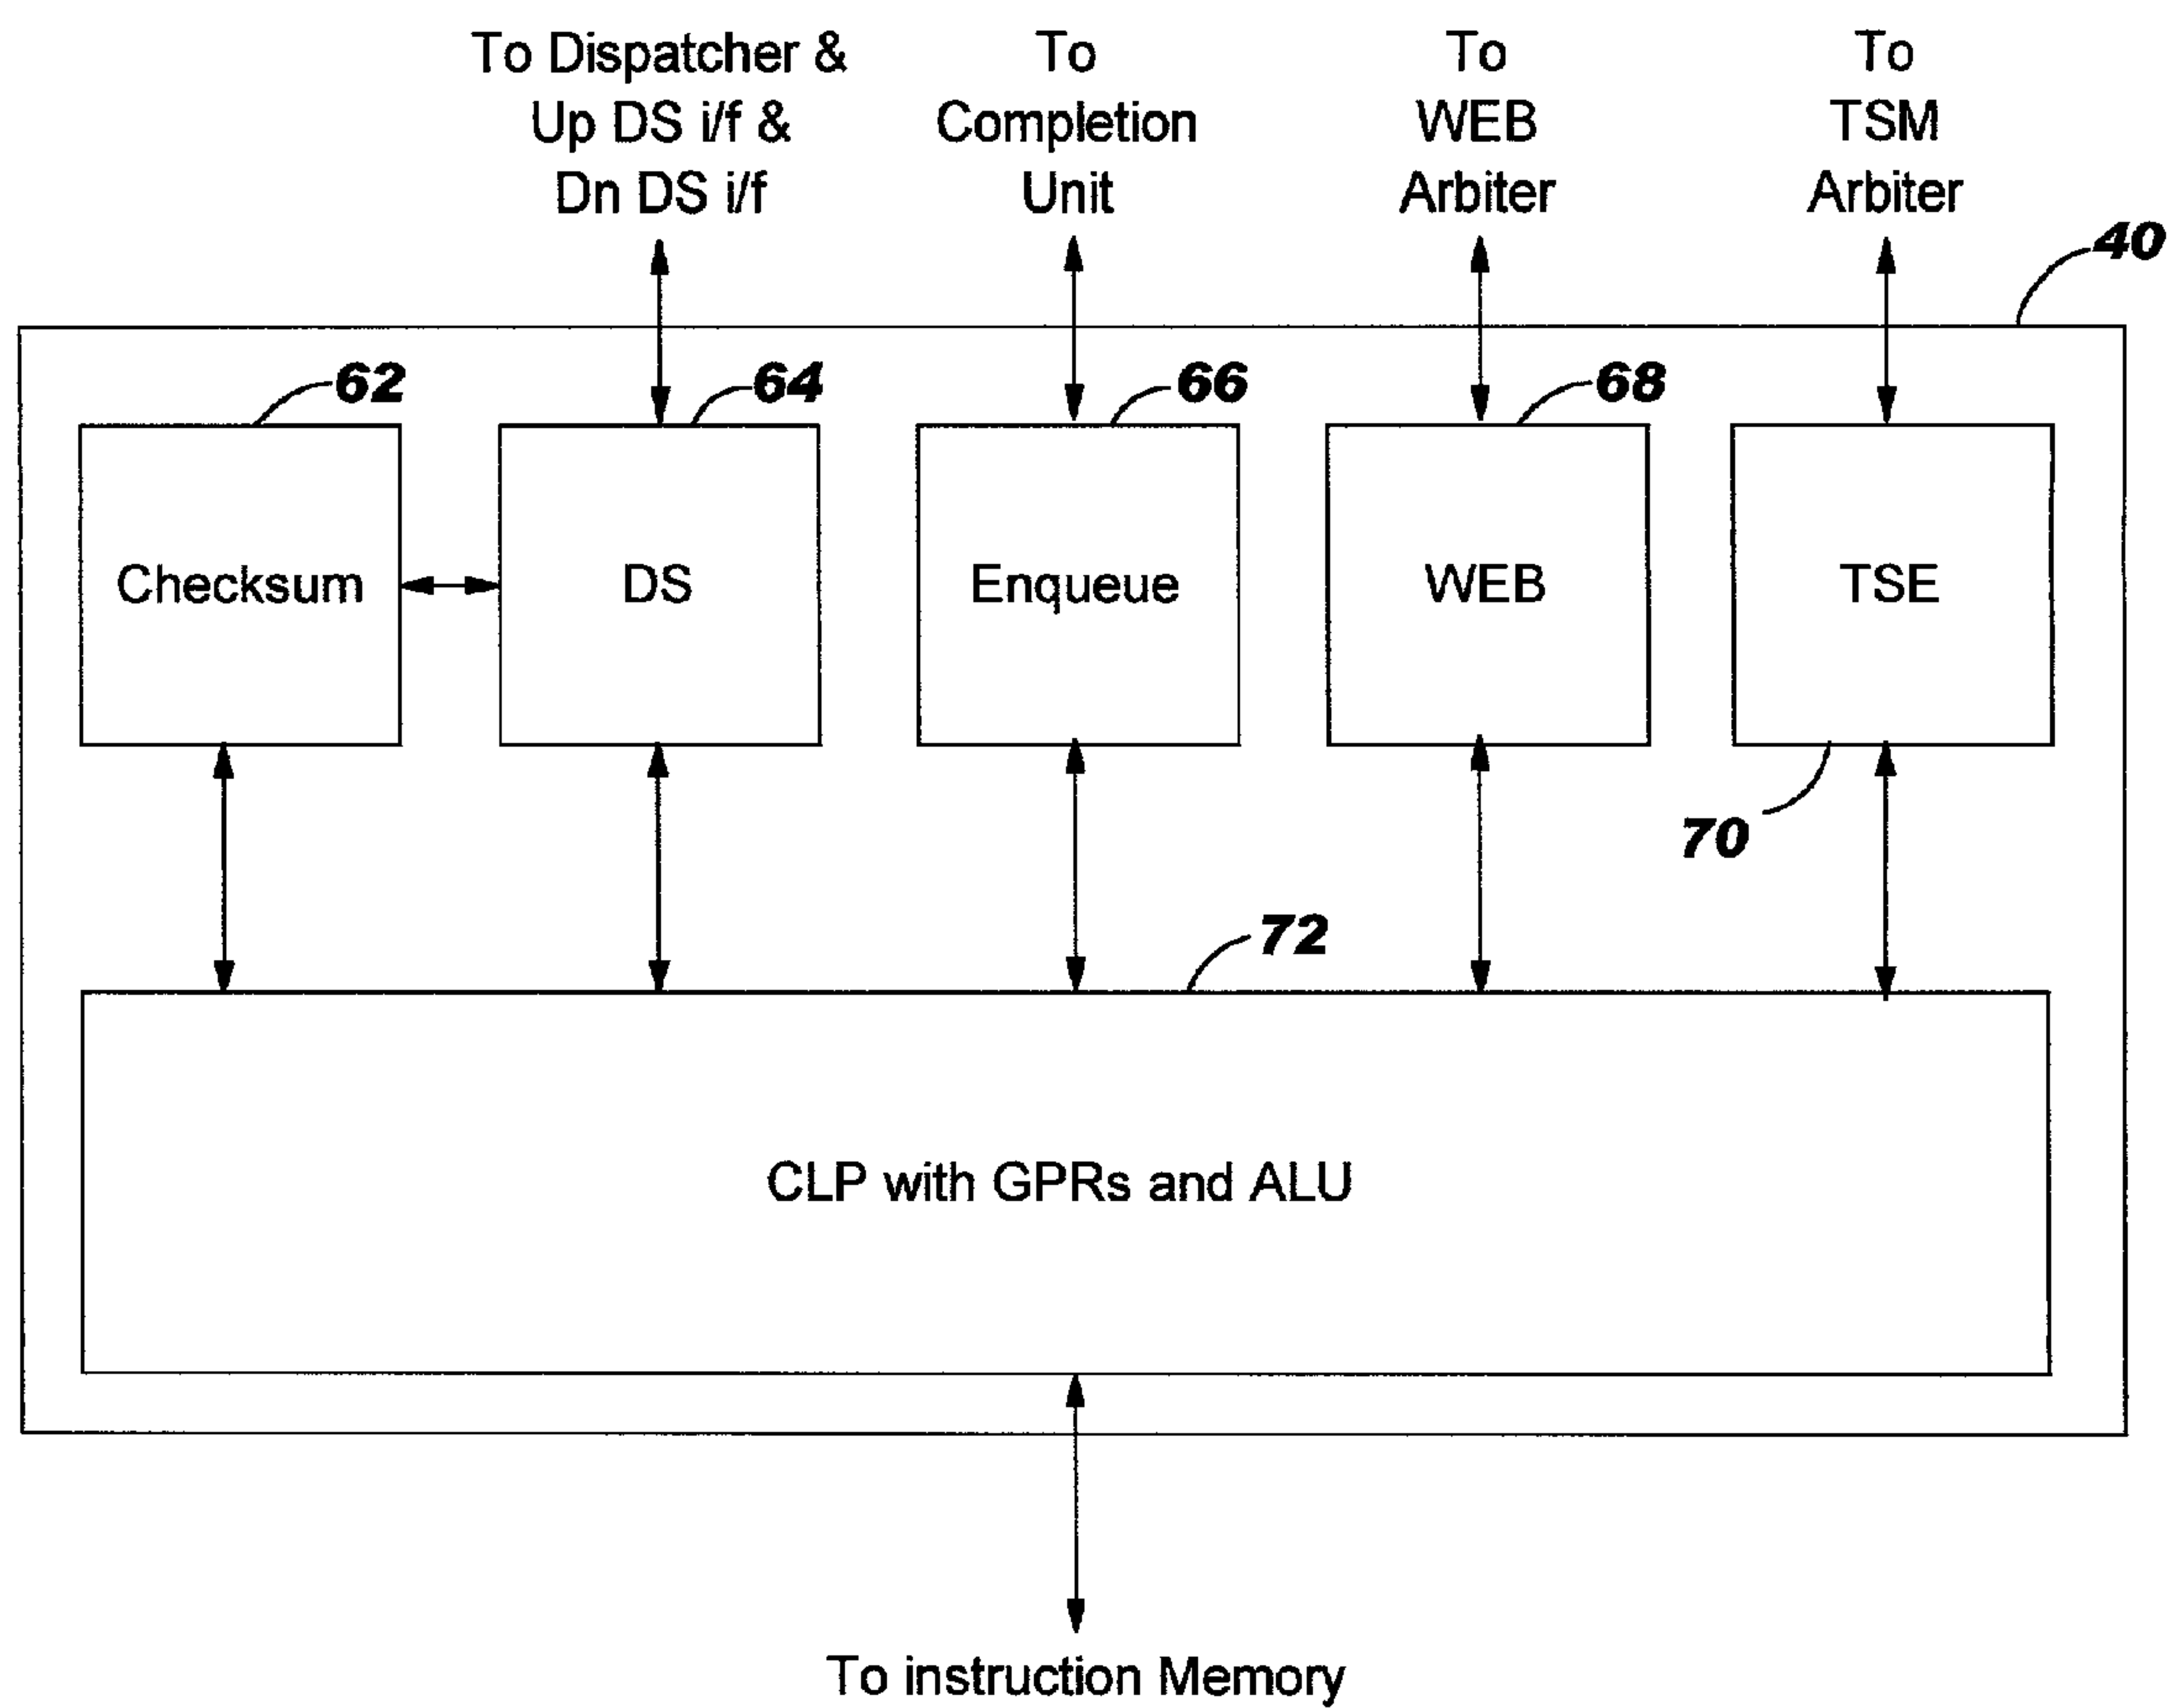 To Dispatcher &
Up DS i/f &
Dn DS i/f
To
Completion
Unit
To
WEB
Arbiter
To
TSM
Arbiter
40
62
64
66
68
Checksum
DS
Enqueue
WEB
TSE
70
72
CLP with GPRs and ALU
To instruction Memory